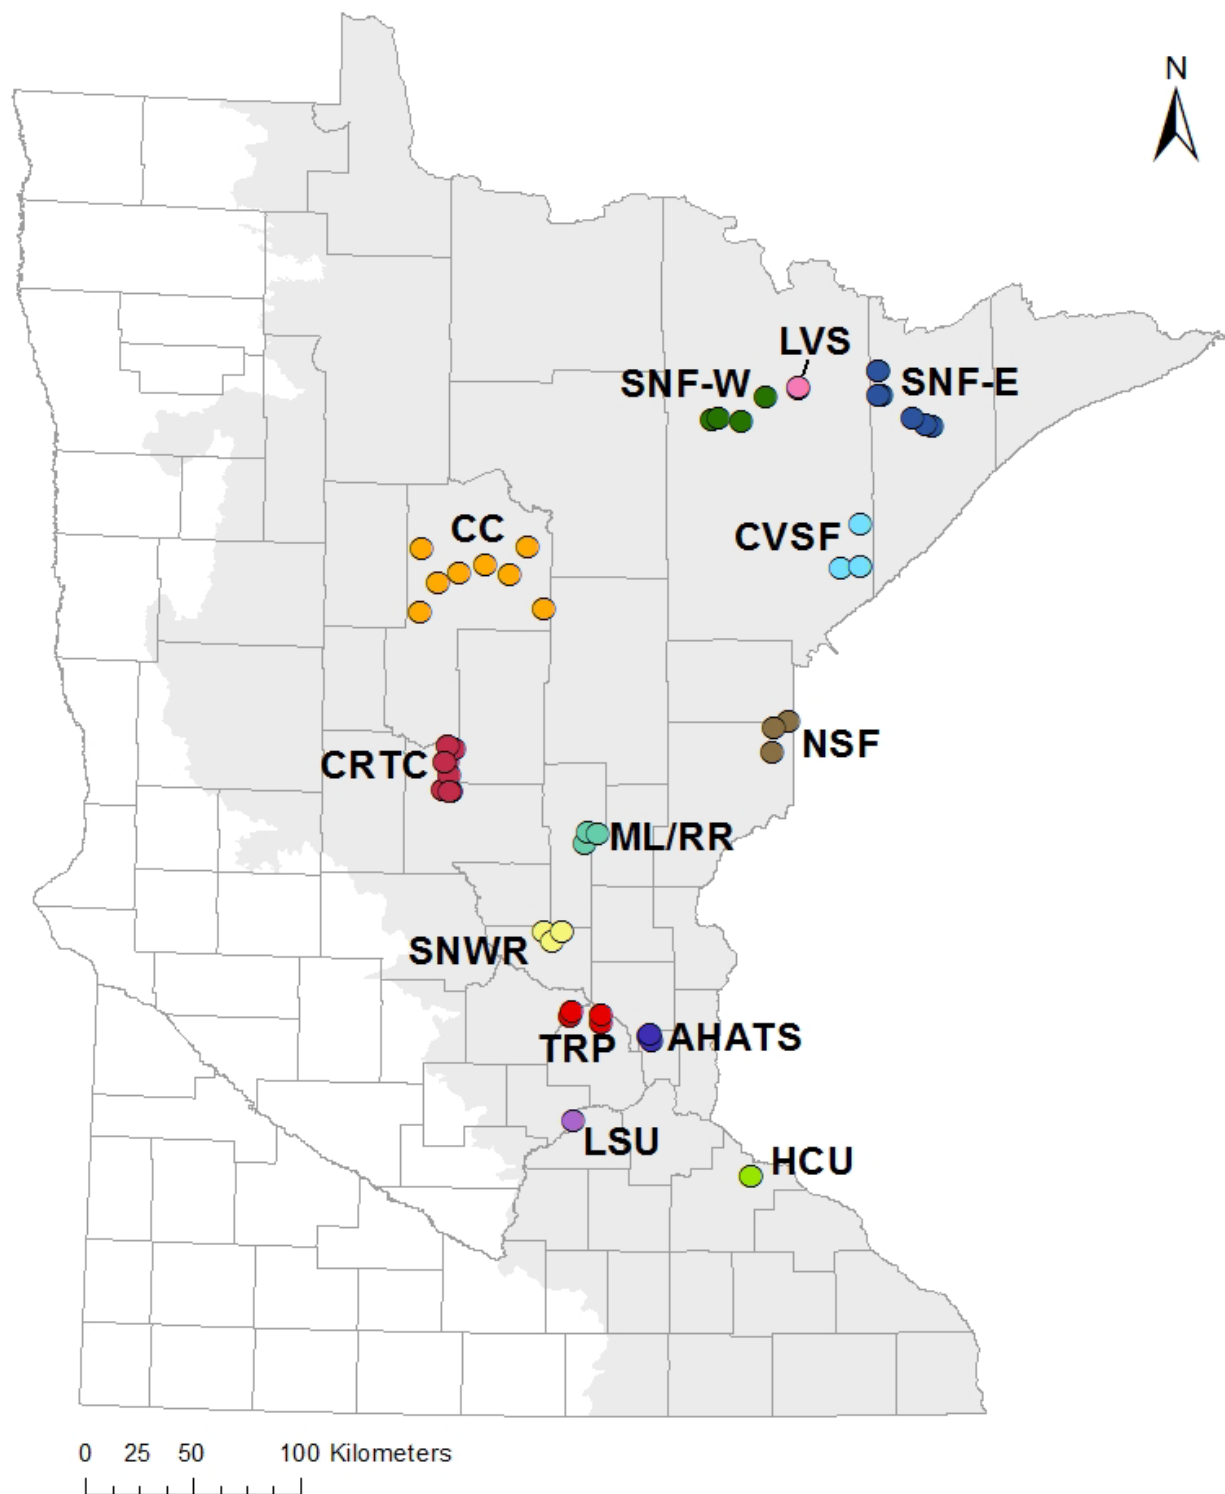 N
LVS
SNF-W
SNF-E
CC
CVSF
NSF
CRTC
ML/RR
SNWR
TRP
AHATS
LSU
HCU
0 25 50 100 Kilometers